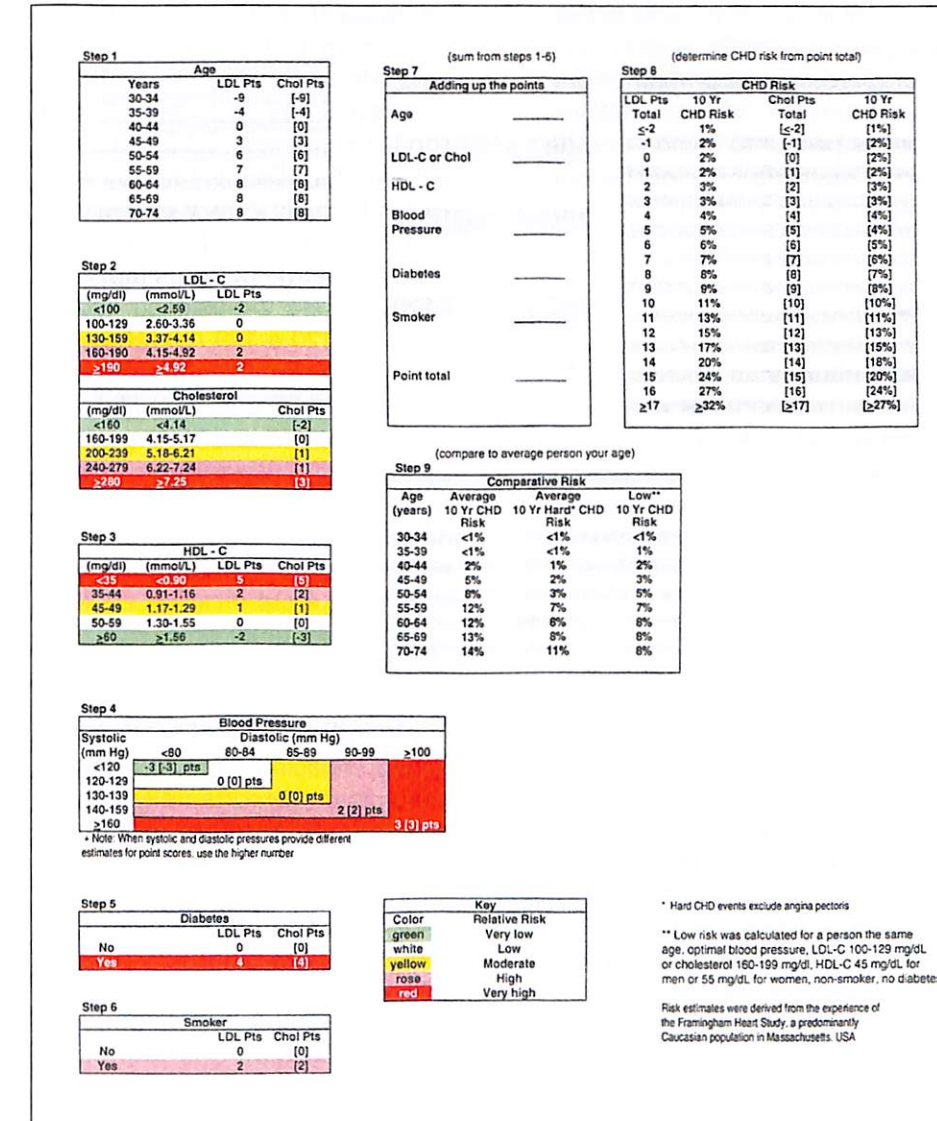 Step 1
Age
Years LDL Pts Chol Pts
30-34 -9 [-9]
35-39 -4 [-4]
40-44 0 [0]
45-49 3 [3]
50-54 6 [6]
55-59 7 [7]
60-64 8 [8]
65-69 8 [8]
70-74 8 [8]
Step 2
LDL - C
(mg/dl) (mmol/L) LDL Pts
<100 <2.59 -2
100-129 2.60-3.36 0
130-159 3.37-4.14 0
160-190 4.15-4.92 2
≥190 ≥4.92 2
Cholesterol
(mg/dl) (mmol/L) Chol Pts
<160 <4.14 [-2]
160-199 4.15-5.17 [0]
200-239 5.18-6.21 [1]
240-279 6.22-7.24 [1]
≥280 ≥7.25 [3]
Step 3
HDL - C
(mg/dl) (mmol/L) LDL Pts Chol Pts
<35 <0.90 5 [5]
35-44 0.91-1.16 2 [2]
45-49 1.17-1.29 1 [1]
50-59 1.30-1.55 0 [0]
≥60 ≥1.56 -2 [-3]
Step 4
Blood Pressure
Systolic Diastolic (mm Hg)
(mm Hg) <80 80-84 85-89 90-99 ≥100
<120 -3 [-3] pts
120-129 0 [0] pts
130-139 0 [0] pts
140-159 2 [2] pts
≥160 3 [3] pts
+ Note: When systolic and diastolic pressures provide different
estimates for point scores, use the higher number
Step 5
Diabetes
LDL Pts Chol Pts
No 0 [0]
Yes 4 [4]
Step 6
Smoker
LDL Pts Chol Pts
No 0 [0]
Yes 2 [2]
(sum from steps 1-6)
Step 7
Adding up the points
Age
LDL-C or Chol
HDL - C
Blood
Pressure
Diabetes
Smoker
Point total
(determine CHD risk from point total)
Step 8
CHD Risk
LDL Pts 10 Yr Chol Pts 10 Yr
Total CHD Risk Total CHD Risk
≤-2 1% [≤-2] [1%]
-1 2% [-1] [2%]
0 2% [0] [2%]
1 2% [1] [2%]
2 3% [2] [3%]
3 3% [3] [3%]
4 4% [4] [4%]
5 5% [5] [4%]
6 6% [6] [5%]
7 7% [7] [6%]
8 8% [8] [7%]
9 9% [9] [8%]
10 11% [10] [10%]
11 13% [11] [11%]
12 15% [12] [13%]
13 17% [13] [15%]
14 20% [14] [18%]
15 24% [15] [20%]
16 27% [16] [24%]
≥17 ≥32% [≥17] [≥27%]
(compare to average person your age)
Step 9
Comparative Risk
Age Average Average Low**
(years) 10 Yr CHD 10 Yr Hard* CHD 10 Yr CHD
Risk Risk Risk
30-34 <1% <1% <1%
35-39 <1% <1% 1%
40-44 2% 1% 2%
45-49 5% 2% 3%
50-54 8% 3% 5%
55-59 12% 7% 7%
60-64 12% 8% 8%
65-69 13% 8% 8%
70-74 14% 11% 8%
Key
Color Relative Risk
green Very low
white Low
yellow Moderate
rose High
red Very high
* Hard CHD events exclude angina pectoris
** Low risk was calculated for a person the same
age, optimal blood pressure, LDL-C 100-129 mg/dL
or cholesterol 160-199 mg/dl, HDL-C 45 mg/dL for
men or 55 mg/dL for women, non-smoker, no diabete
Risk estimates were derived from the experience of
the Framingham Heart Study, a predominantly
Caucasian population in Massachusetts, USA